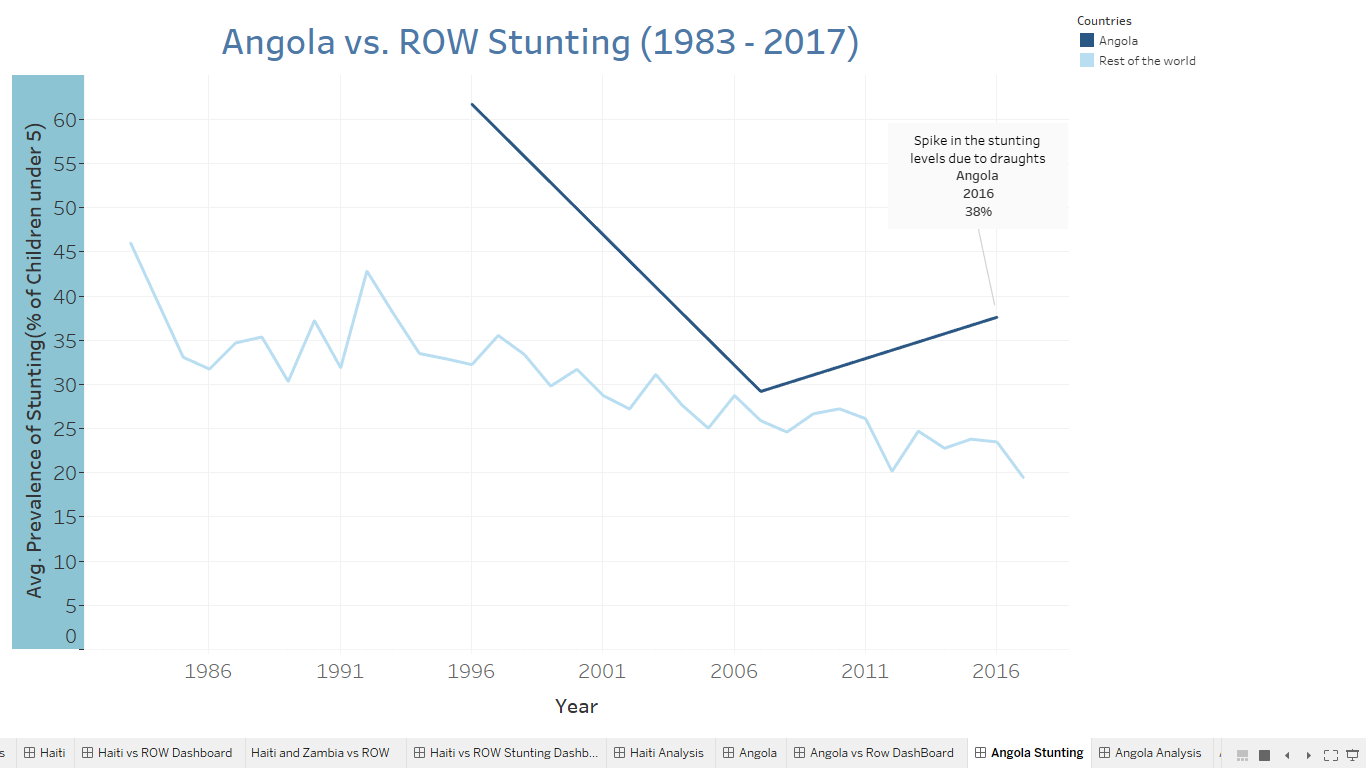 Angola vs. ROW Stunting (1983 - 2017)
Countries
Angola
Rest of the world
Avg. Prevalence of Stunting(% of Children under 5)
60
55
50
45
40
35
30
25
20
15
10
5
0
Spike in the stunting
levels due to draughts
Angola
2016
38%
1986 1991 1996 2001 2006 2011 2016
Year
s Haiti Haiti vs ROW Dashboard Haiti and Zambia vs ROW Haiti vs ROW Stunting Dashb... Haiti Analysis Angola Angola vs Row DashBoard Angola Stunting Angola Analysis